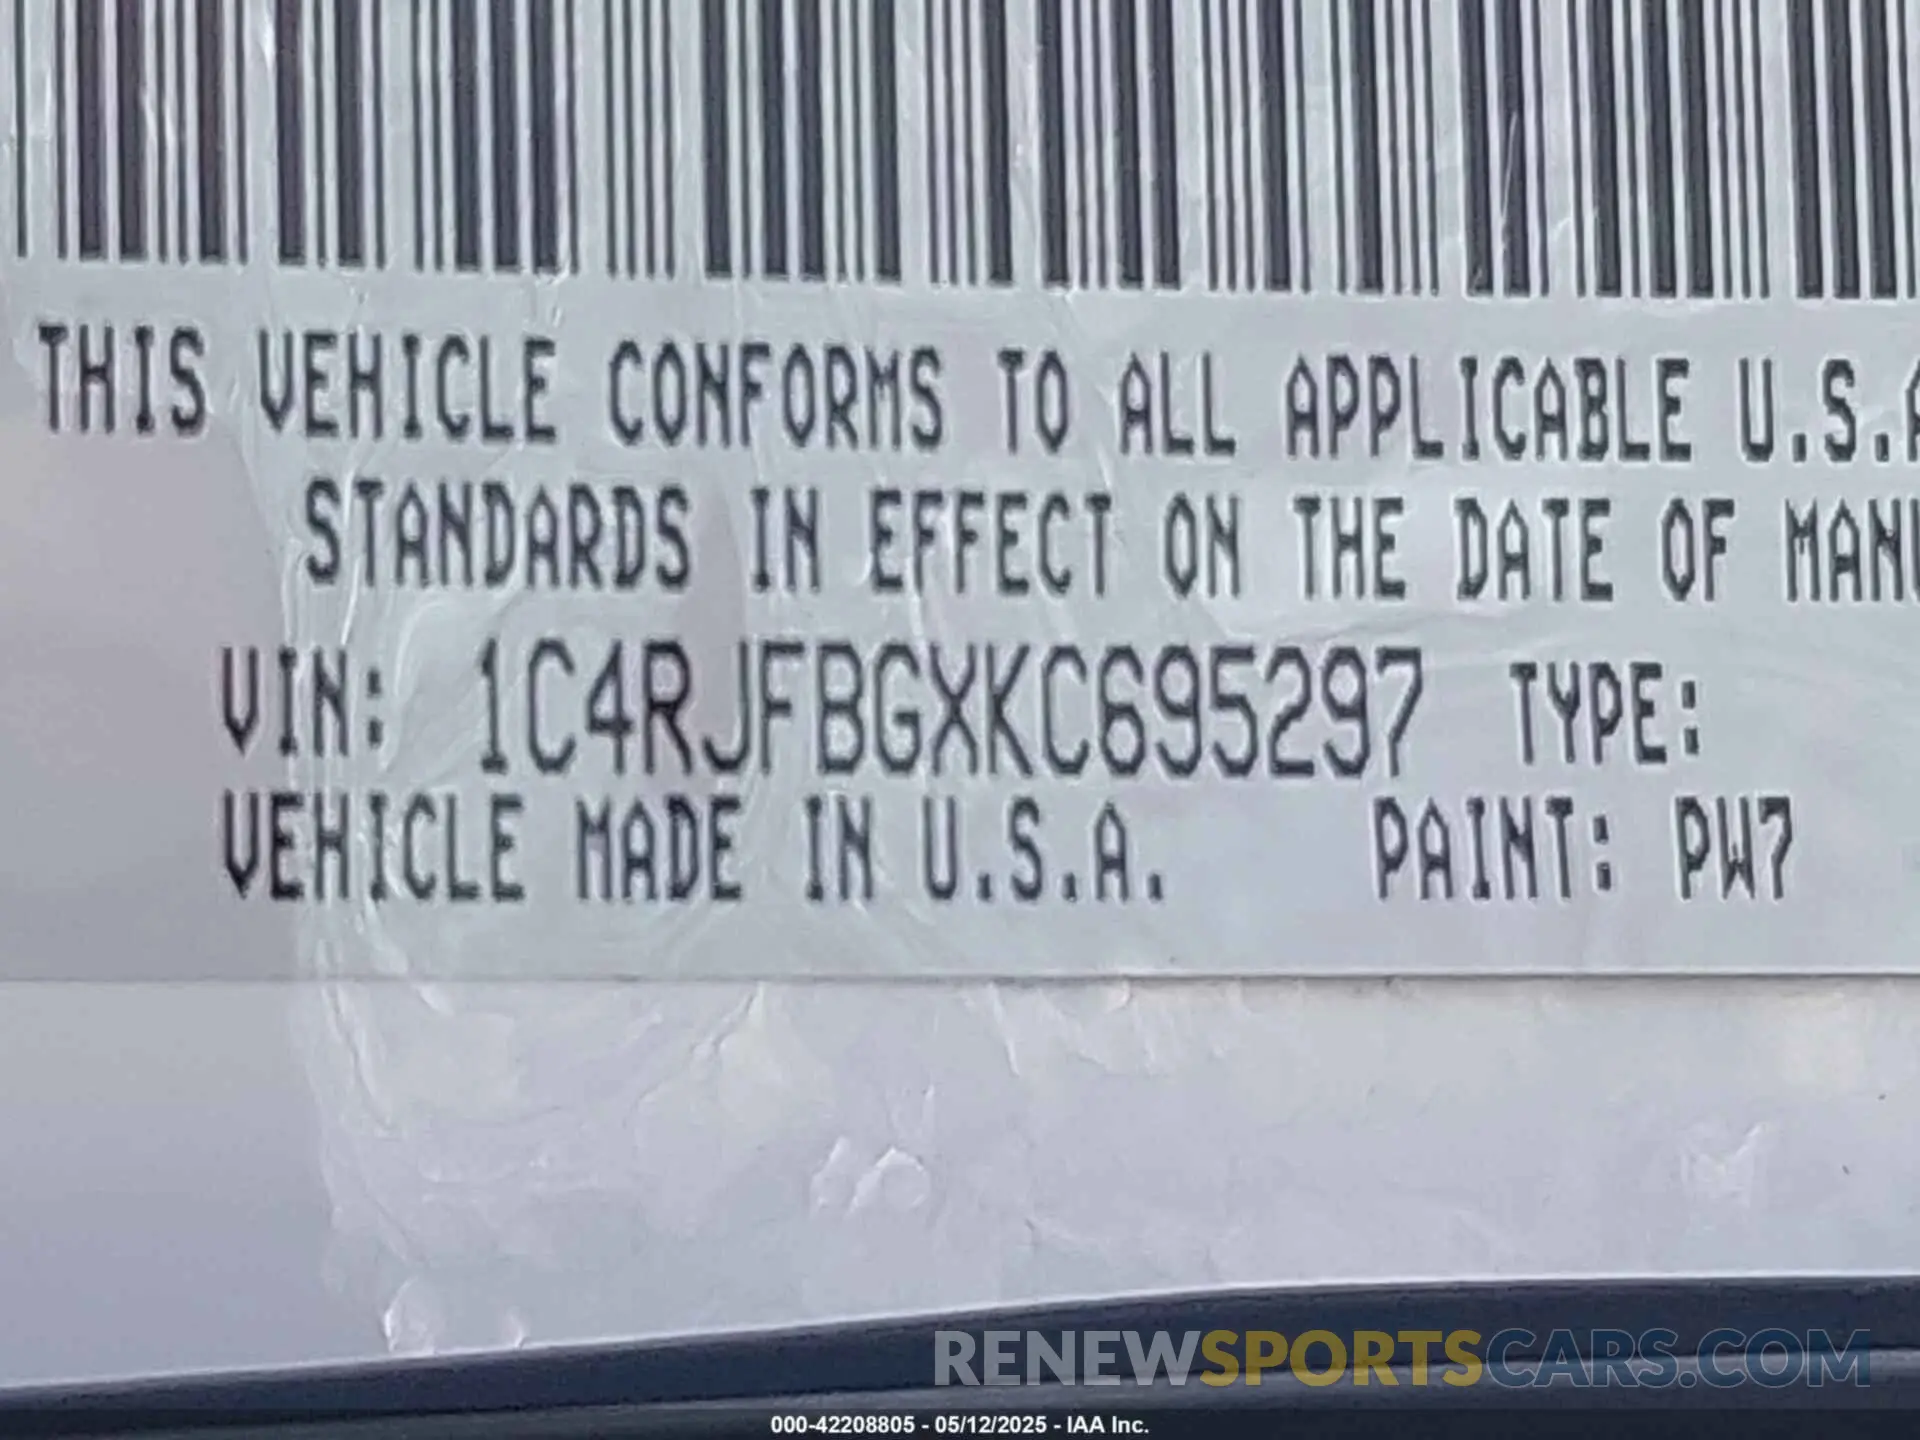 THIS VEHICLE CONFORMS TO ALL APPLICABLE U.S.A
STANDARDS IN EFFECT ON THE DATE OF MANU
VIN: 1C4RJFBGXKC695297 TYPE:
VEHICLE MADE IN U.S.A. PAINT: PW7
RENEWSPORTSCARS.COM
000-42208805 - 05/12/2025 - IAA Inc.